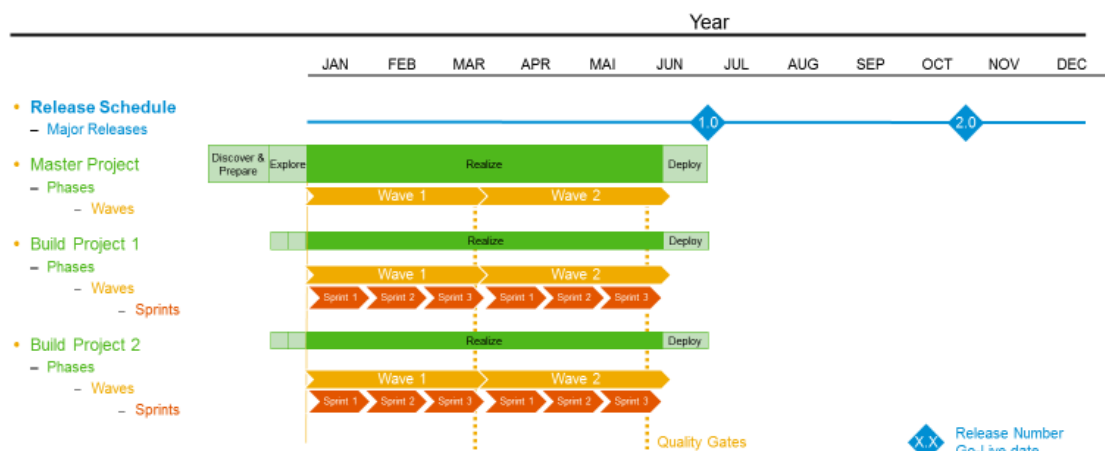 Year
JAN FEB MAR APR MAI JUN JUL AUG SEP OCT NOV DEC
• Release Schedule
– Major Releases
1.0
2.0
• Master Project
Discover & Prepare
Explore
Realize
Deploy
– Phases
– Waves
Wave 1
Wave 2
• Build Project 1
Realize
Deploy
– Phases
– Waves
Wave 1
Wave 2
– Sprints
Sprint 1 Sprint 2 Sprint 3 Sprint 1 Sprint 2 Sprint 3
• Build Project 2
Realize
Deploy
– Phases
– Waves
Wave 1
Wave 2
– Sprints
Sprint 1 Sprint 2 Sprint 3 Sprint 1 Sprint 2 Sprint 3
Quality Gates
X.X
Release Number
Go-Live date